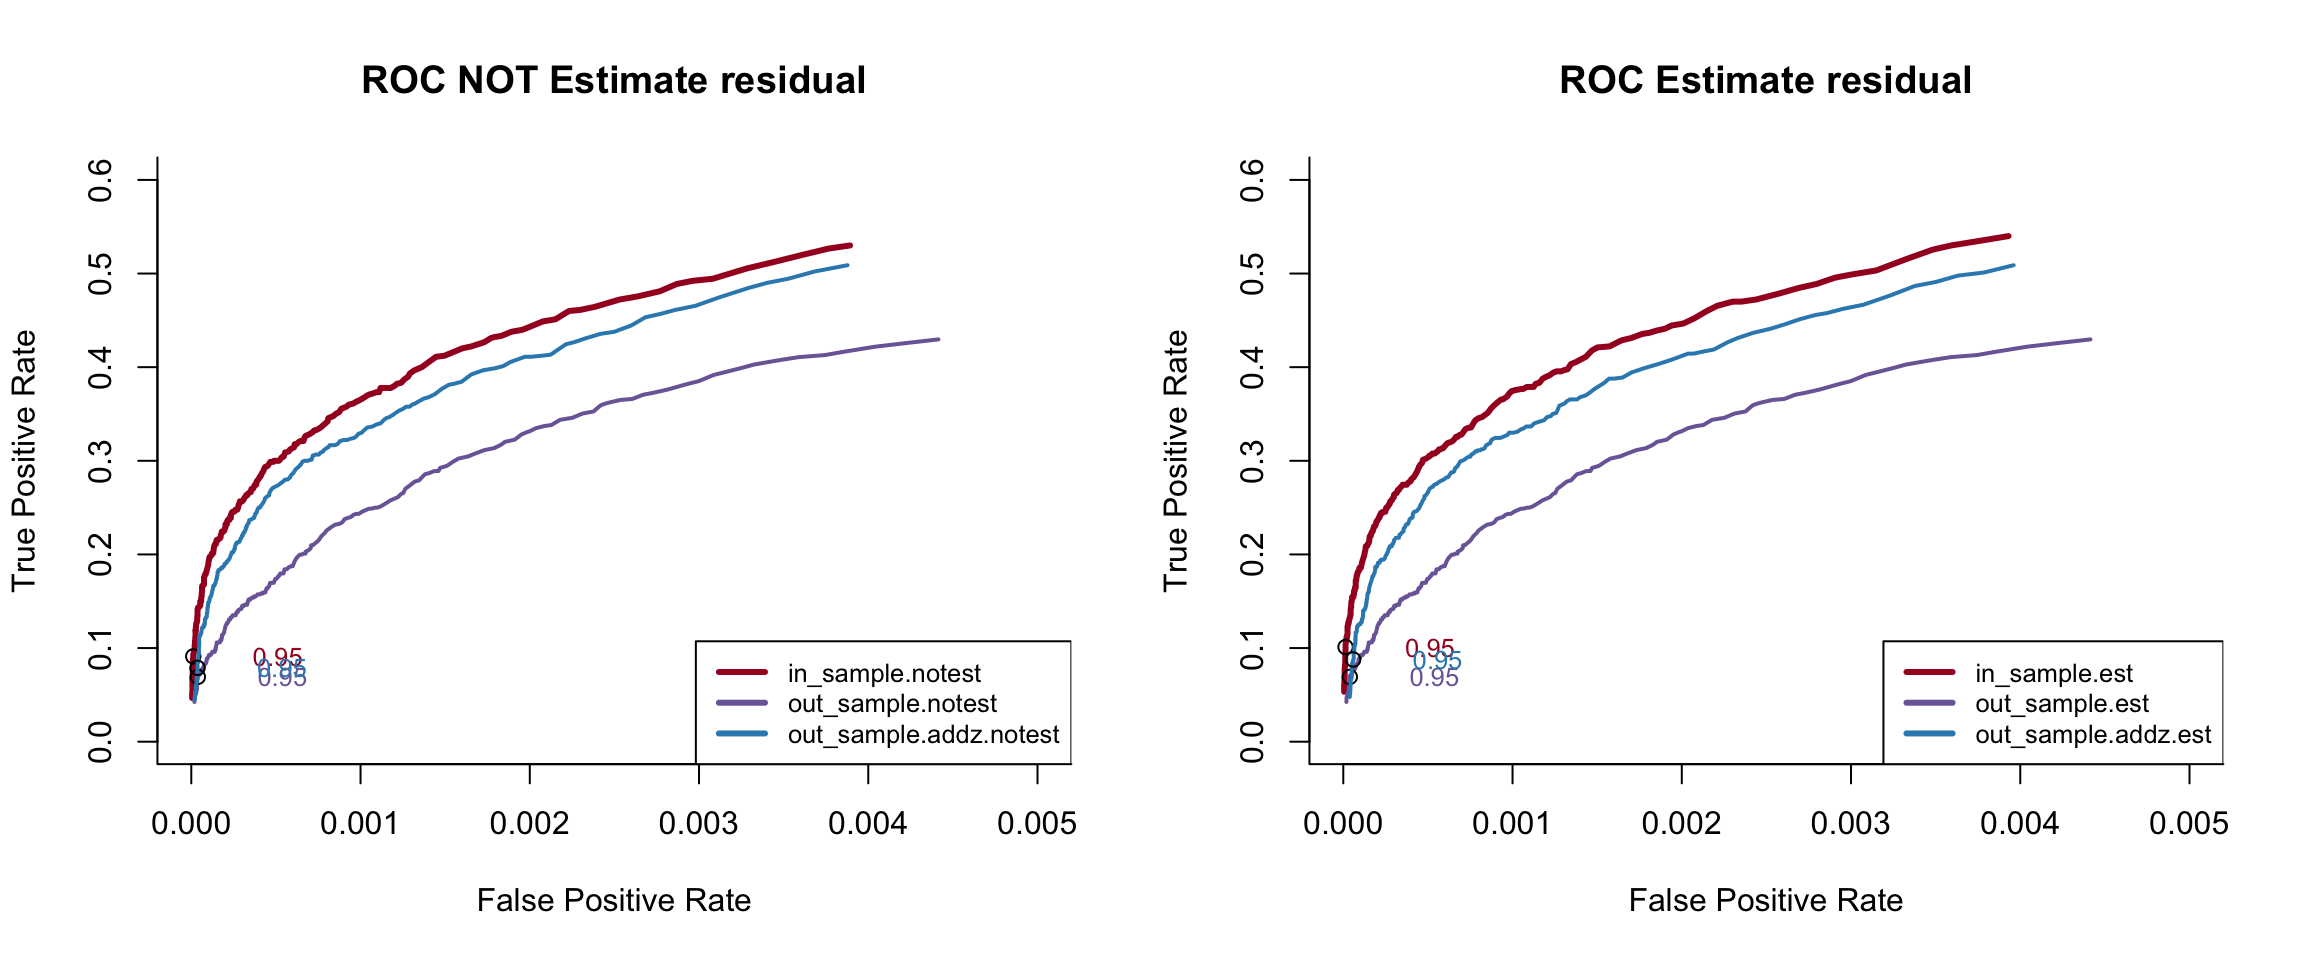 ROC NOT Estimate residual
True Positive Rate
0.6
0.5
0.4
0.3
0.2
0.1
0.0
0.95
0.95
0.95
in_sample.notest
out_sample.notest
out_sample.addz.notest
0.000 0.001 0.002 0.003 0.004 0.005
False Positive Rate
ROC Estimate residual
True Positive Rate
0.6
0.5
0.4
0.3
0.2
0.1
0.0
0.95
0.95
0.95
in_sample.est
out_sample.est
out_sample.addz.est
0.000 0.001 0.002 0.003 0.004 0.005
False Positive Rate